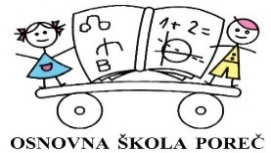 1 + 2 =
B
OSNOVNA ŠKOLA POREČ